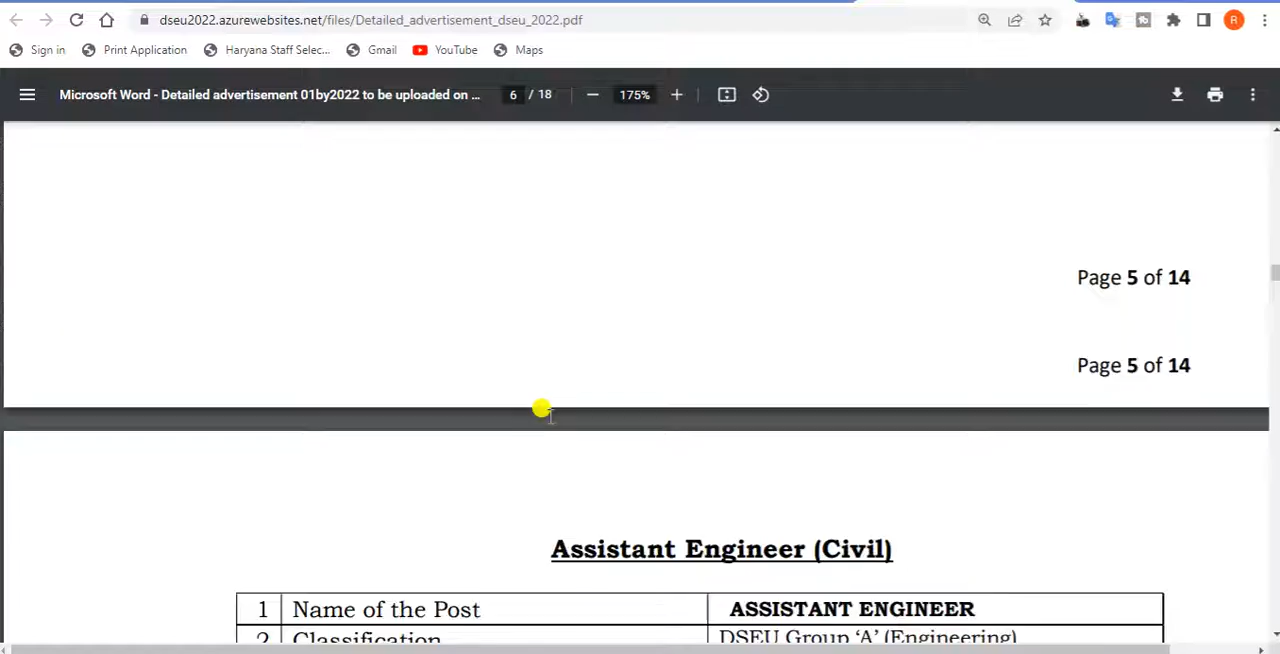 dseu2022.azurewebsites.net/files/Detailed_advertisement_dseu_2022.pdf
R
Sign in Print Application Haryana Staff Selec... Gmail YouTube Maps
Microsoft Word - Detailed advertisement 01by2022 to be uploaded on ... 6 / 18 175%
Page 5 of 14
Page 5 of 14
Assistant Engineer (Civil)
1 Name of the Post ASSISTANT ENGINEER
2 Classification DSEU Group ‘A’ (Engineering)